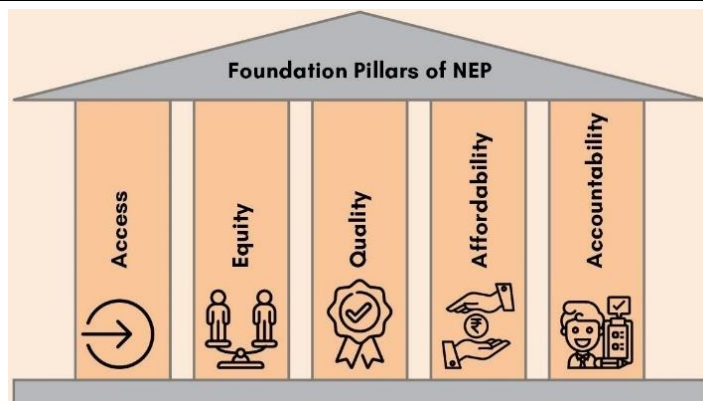 Foundation Pillars of NEP
Access
Equity
Quality
Affordability
Accountability
₹